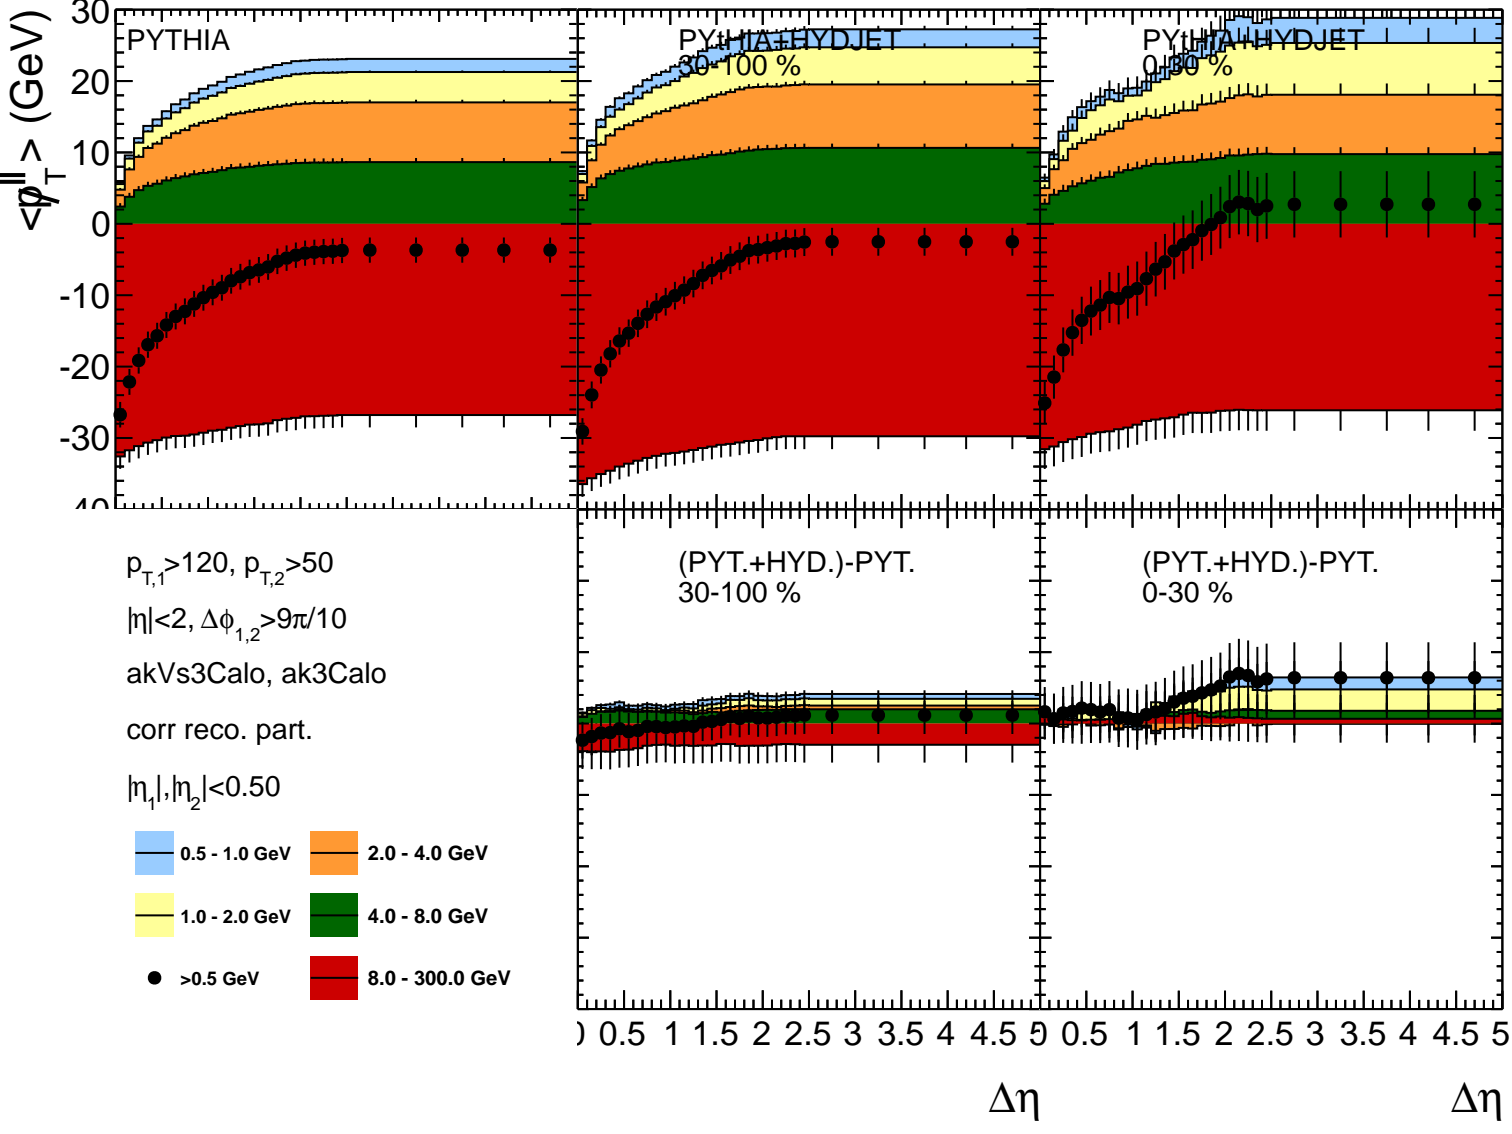 <p̸_T^∥> (GeV)
30
20
10
0
-10
-20
-30
40
PYTHIA
PYtHIA+HYDJET
30-100 %
PYtHIA+HYDJET
0-30 %
p_T,1>120, p_T,2>50
|η|<2, Δϕ_1,2>9π/10
akVs3Calo, ak3Calo
corr reco. part.
|η_1|,|η_2|<0.50
0.5 - 1.0 GeV
2.0 - 4.0 GeV
1.0 - 2.0 GeV
4.0 - 8.0 GeV
>0.5 GeV
8.0 - 300.0 GeV
(PYT.+HYD.)-PYT.
30-100 %
(PYT.+HYD.)-PYT.
0-30 %
0 0.5 1 1.5 2 2.5 3 3.5 4 4.5 5
0 0.5 1 1.5 2 2.5 3 3.5 4 4.5 5
Δη
Δη